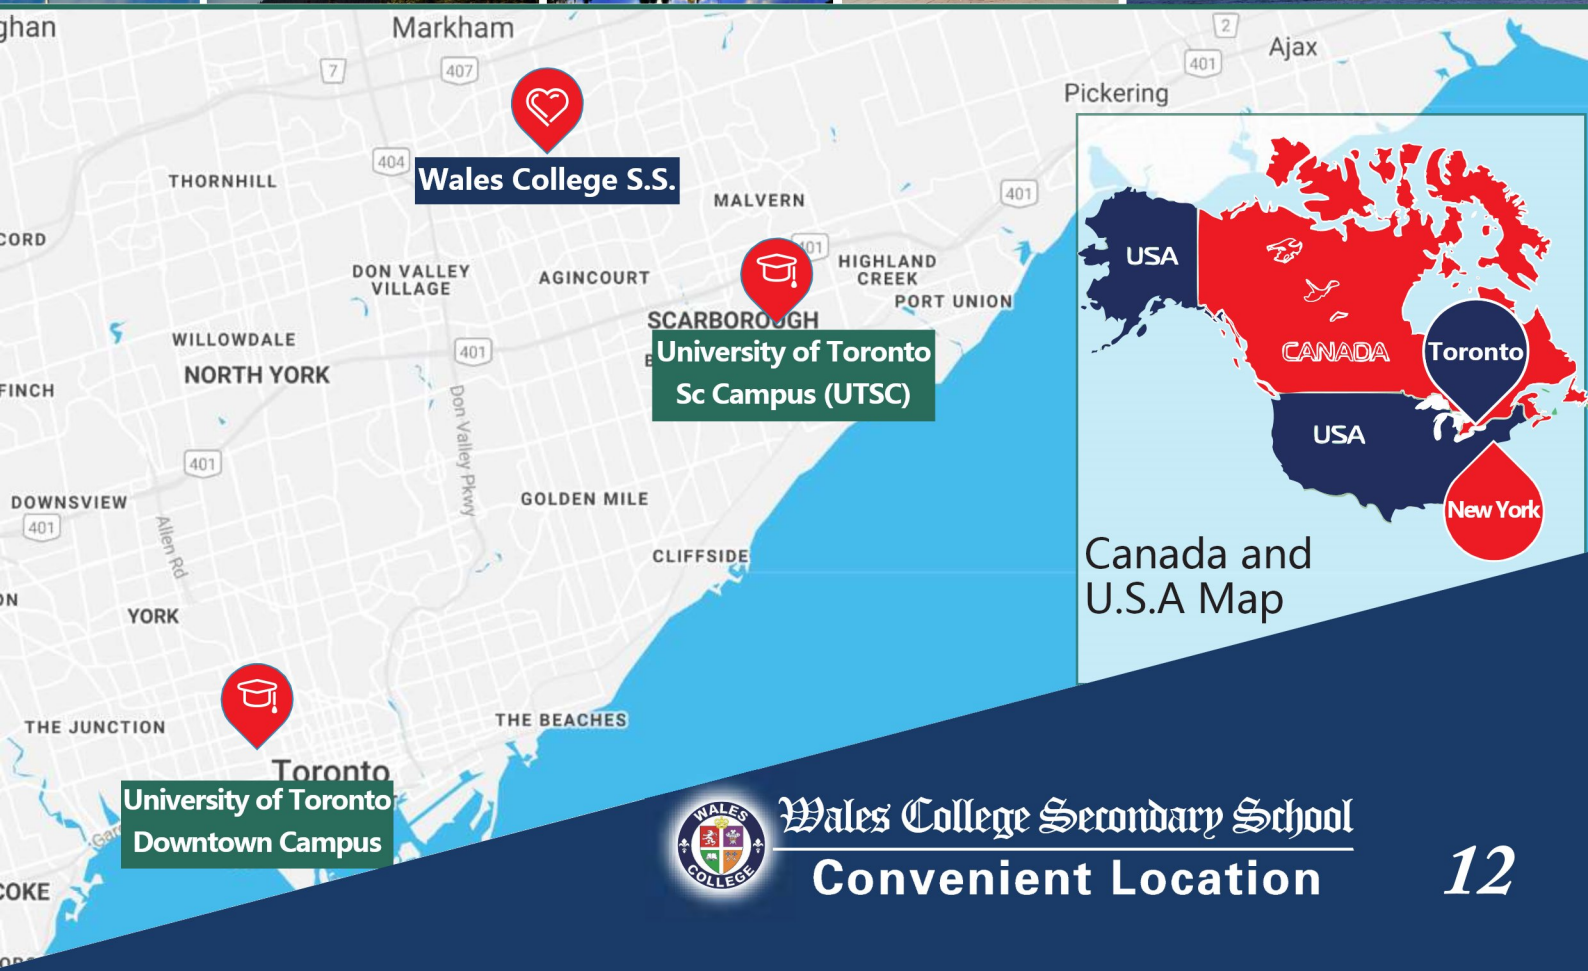 Markham
2
Ajax
7
407
401
Pickering
404
Wales College S.S.
THORNHILL
MALVERN
401
USA
401
HIGHLAND
CREEK
DON VALLEY
VILLAGE
AGINCOURT
PORT UNION
SCARBOROUGH
University of Toronto
Sc Campus (UTSC)
WILLOWDALE
NORTH YORK
401
CANADA
Toronto
FINCH
Don Valley Pkwy
USA
401
DOWNSVIEW
401
Allen Rd
GOLDEN MILE
New York
Canada and
U.S.A Map
CLIFFSIDE
YORK
THE JUNCTION
THE BEACHES
Toronto
University of Toronto
Downtown Campus
WALES
COLLEGE
Wales College Secondary School
Convenient Location
12